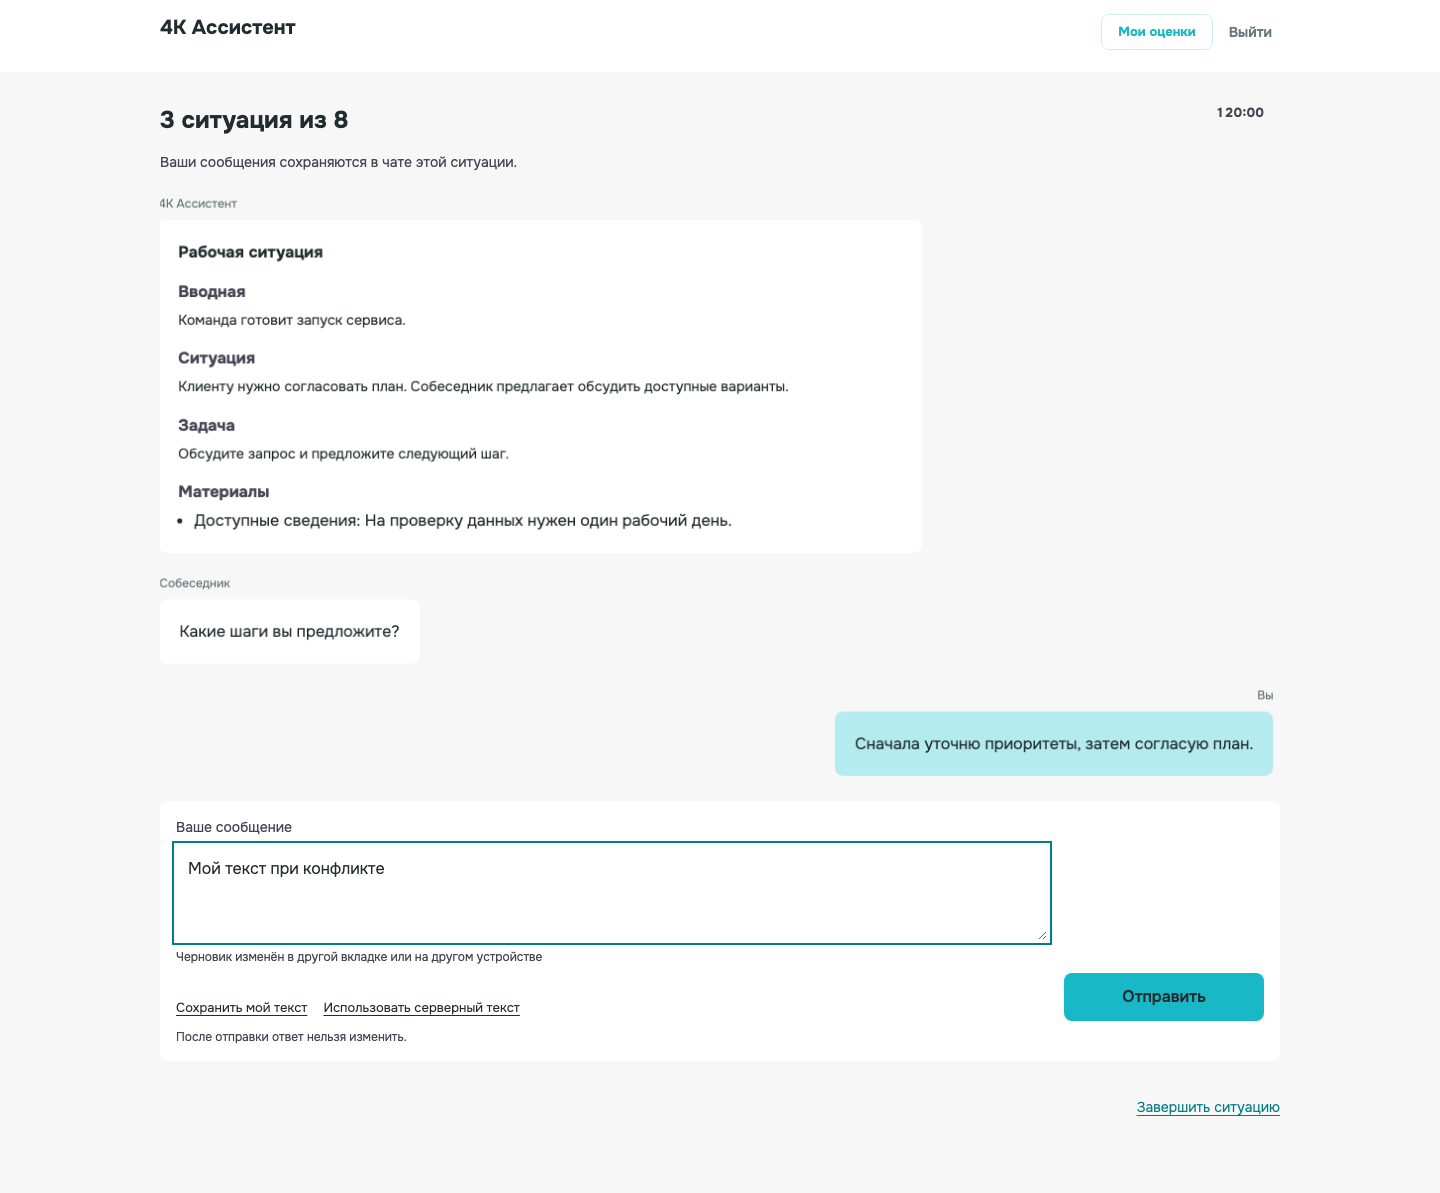 4К Ассистент
Мои оценки
Выйти
3 ситуация из 8
1 20:00
Ваши сообщения сохраняются в чате этой ситуации.
4К Ассистент
Рабочая ситуация
Вводная
Команда готовит запуск сервиса.
Ситуация
Клиенту нужно согласовать план. Собеседник предлагает обсудить доступные варианты.
Задача
Обсудите запрос и предложите следующий шаг.
Материалы
• Доступные сведения: На проверку данных нужен один рабочий день.
Собеседник
Какие шаги вы предложите?
Вы
Сначала уточню приоритеты, затем согласую план.
Ваше сообщение
Мой текст при конфликте
Черновик изменён в другой вкладке или на другом устройстве
Сохранить мой текст
Использовать серверный текст
Отправить
После отправки ответ нельзя изменить.
Завершить ситуацию